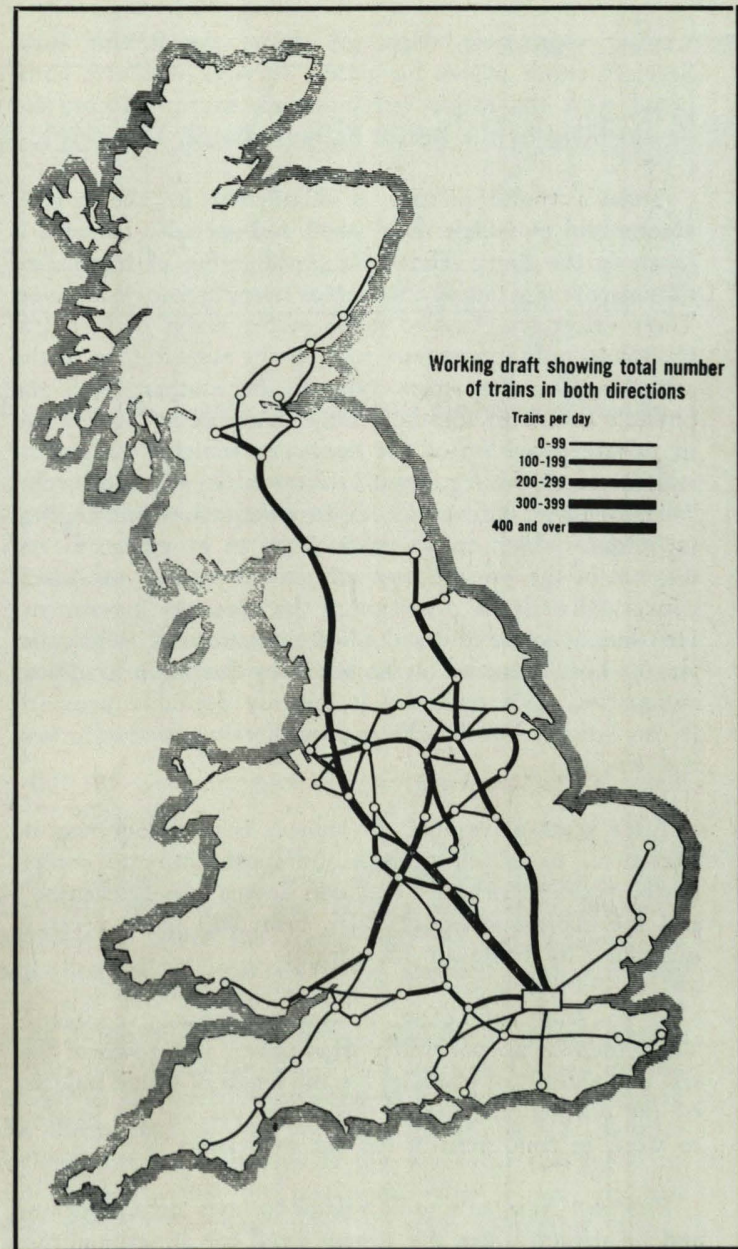 Working draft showing total number
of trains in both directions
Trains per day
0-99
100-199
200-299
300-399
400 and over